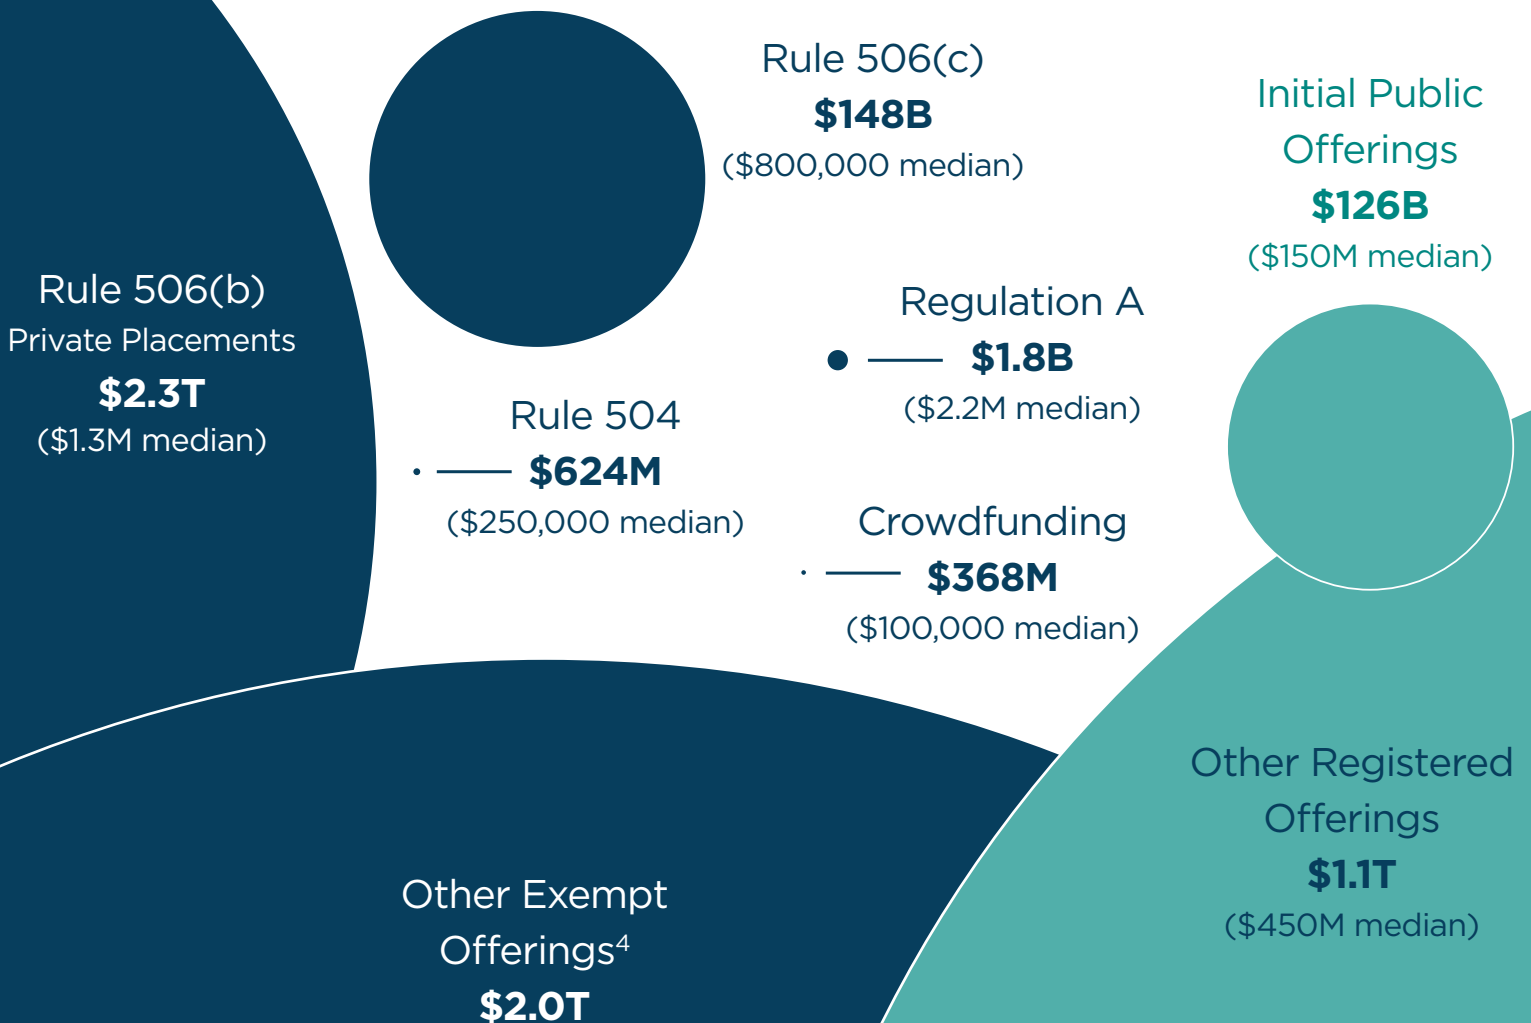 Rule 506(c)
$148B
($800,000 median)
Initial Public
Offerings
$126B
($150M median)
Rule 506(b)
Private Placements
$2.3T
($1.3M median)
Regulation A
$1.8B
($2.2M median)
Rule 504
$624M
($250,000 median)
Crowdfunding
$368M
($100,000 median)
Other Registered
Offerings
$1.1T
($450M median)
Other Exempt
Offerings⁴
$2.0T